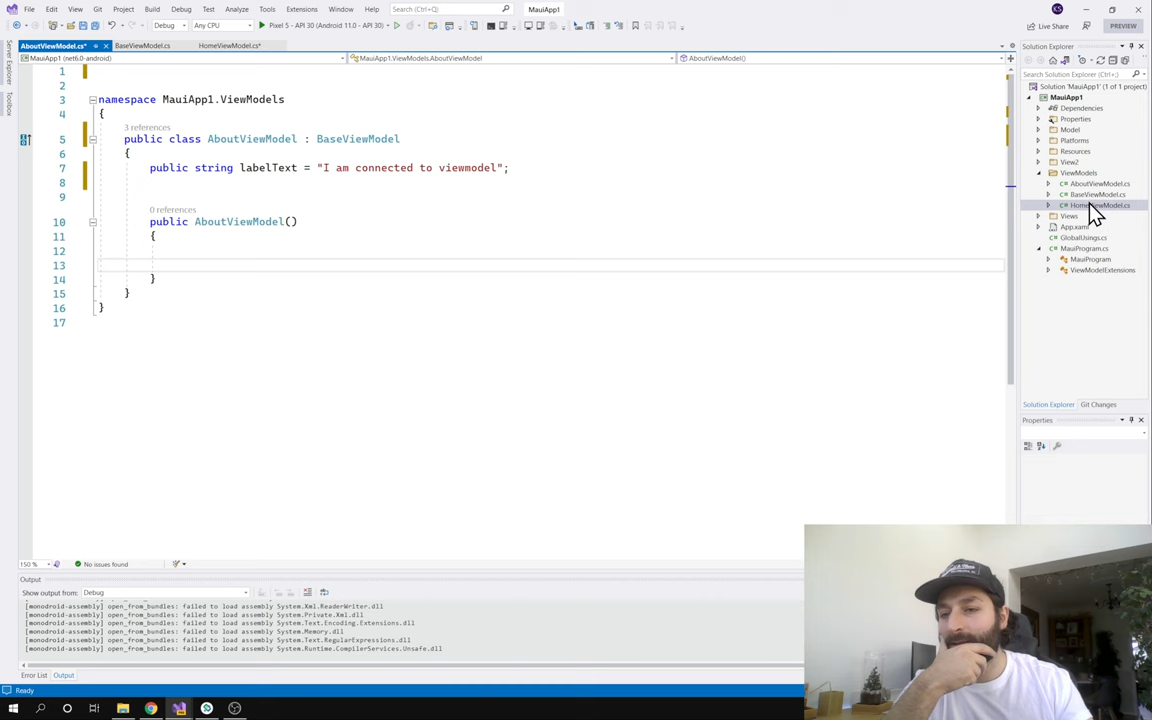 File Edit View Git Project Build Debug Test Analyze Tools Extensions Window Help Search (Ctrl+Q) MauiApp1 KS
Debug Any CPU Pixel 5 - API 30 (Android 11.0 - API 30) Live Share PREVIEW
AboutViewModel.cs* BaseViewModel.cs HomeViewModel.cs*
MauiApp1 (net6.0-android) MauiApp1.ViewModels.AboutViewModel AboutViewModel()
Server Explorer
Toolbox
1
2
3 namespace MauiApp1.ViewModels
4 {
3 references
5 public class AboutViewModel : BaseViewModel
6 {
7 public string labelText = "I am connected to viewmodel";
8
9
0 references
10 public AboutViewModel()
11 {
12
13
14 }
15 }
16 }
17
150 % No issues found
Output
Show output from: Debug
[monodroid-assembly] open_from_bundles: failed to load assembly System.Xml.ReaderWriter.dll
[monodroid-assembly] open_from_bundles: failed to load assembly System.Private.Xml.dll
[monodroid-assembly] open_from_bundles: failed to load assembly System.Text.Encoding.Extensions.dll
[monodroid-assembly] open_from_bundles: failed to load assembly System.Memory.dll
[monodroid-assembly] open_from_bundles: failed to load assembly System.Text.RegularExpressions.dll
[monodroid-assembly] open_from_bundles: failed to load assembly System.Runtime.CompilerServices.Unsafe.dll
Error List Output
Ready
Solution Explorer
Search Solution Explorer (Ctrl+;)
Solution 'MauiApp1' (1 of 1 project)
MauiApp1
Dependencies
Properties
Model
Platforms
Resources
View2
ViewModels
AboutViewModel.cs
BaseViewModel.cs
HomeViewModel.cs
Views
App.xaml
GlobalUsings.cs
MauiProgram.cs
MauiProgram
ViewModelExtensions
Solution Explorer Git Changes
Properties